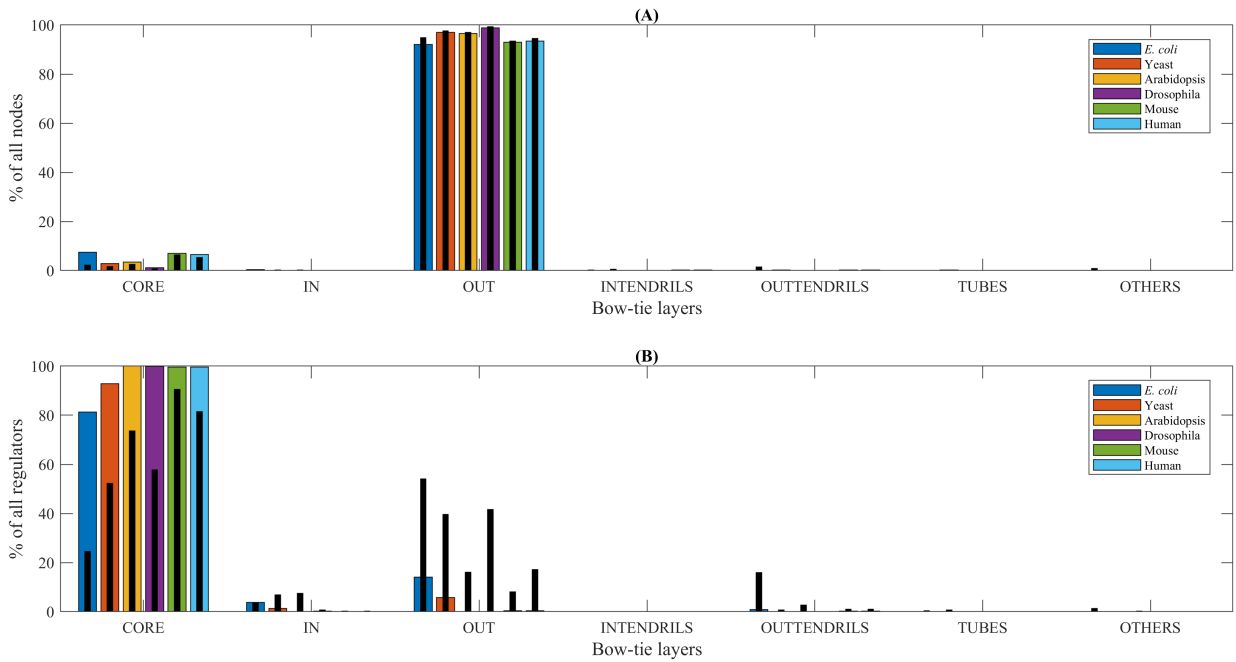 (A)
% of all nodes
100
80
60
40
20
0
E. coli
Yeast
Arabidopsis
Drosophila
Mouse
Human
CORE IN OUT INTENDRILS OUTTENDRILS TUBES OTHERS
Bow-tie layers
(B)
% of all regulators
100
80
60
40
20
0
E. coli
Yeast
Arabidopsis
Drosophila
Mouse
Human
CORE IN OUT INTENDRILS OUTTENDRILS TUBES OTHERS
Bow-tie layers